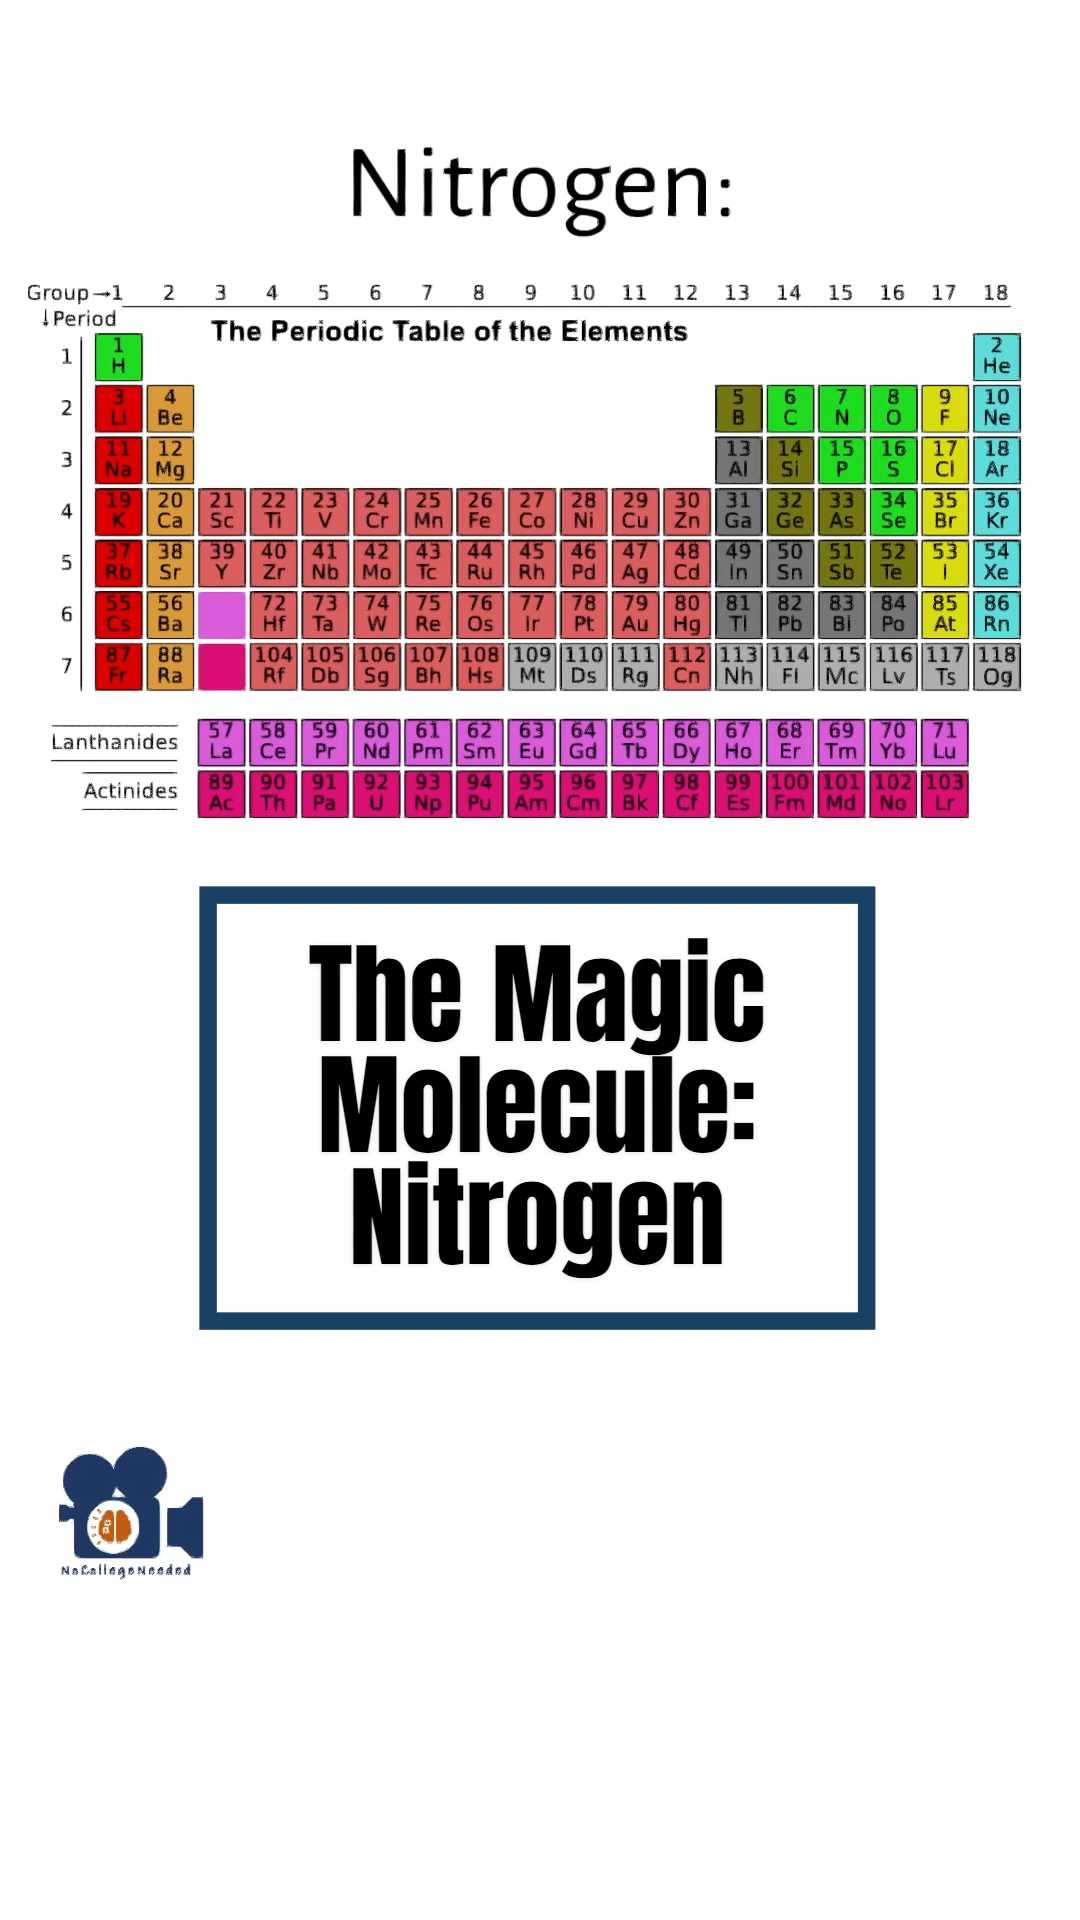 Nitrogen:
Group→1 2 3 4 5 6 7 8 9 10 11 12 13 14 15 16 17 18
↓Period
The Periodic Table of the Elements
1 1 H 2 He
2 3 Li 4 Be 5 B 6 C 7 N 8 O 9 F 10 Ne
3 11 Na 12 Mg 13 Al 14 Si 15 P 16 S 17 Cl 18 Ar
4 19 K 20 Ca 21 Sc 22 Ti 23 V 24 Cr 25 Mn 26 Fe 27 Co 28 Ni 29 Cu 30 Zn 31 Ga 32 Ge 33 As 34 Se 35 Br 36 Kr
5 37 Rb 38 Sr 39 Y 40 Zr 41 Nb 42 Mo 43 Tc 44 Ru 45 Rh 46 Pd 47 Ag 48 Cd 49 In 50 Sn 51 Sb 52 Te 53 I 54 Xe
6 55 Cs 56 Ba 72 Hf 73 Ta 74 W 75 Re 76 Os 77 Ir 78 Pt 79 Au 80 Hg 81 Tl 82 Pb 83 Bi 84 Po 85 At 86 Rn
7 87 Fr 88 Ra 104 Rf 105 Db 106 Sg 107 Bh 108 Hs 109 Mt 110 Ds 111 Rg 112 Cn 113 Nh 114 Fl 115 Mc 116 Lv 117 Ts 118 Og
Lanthanides 57 La 58 Ce 59 Pr 60 Nd 61 Pm 62 Sm 63 Eu 64 Gd 65 Tb 66 Dy 67 Ho 68 Er 69 Tm 70 Yb 71 Lu
Actinides 89 Ac 90 Th 91 Pa 92 U 93 Np 94 Pu 95 Am 96 Cm 97 Bk 98 Cf 99 Es 100 Fm 101 Md 102 No 103 Lr
The Magic
Molecule:
Nitrogen
NoCollegeNeeded